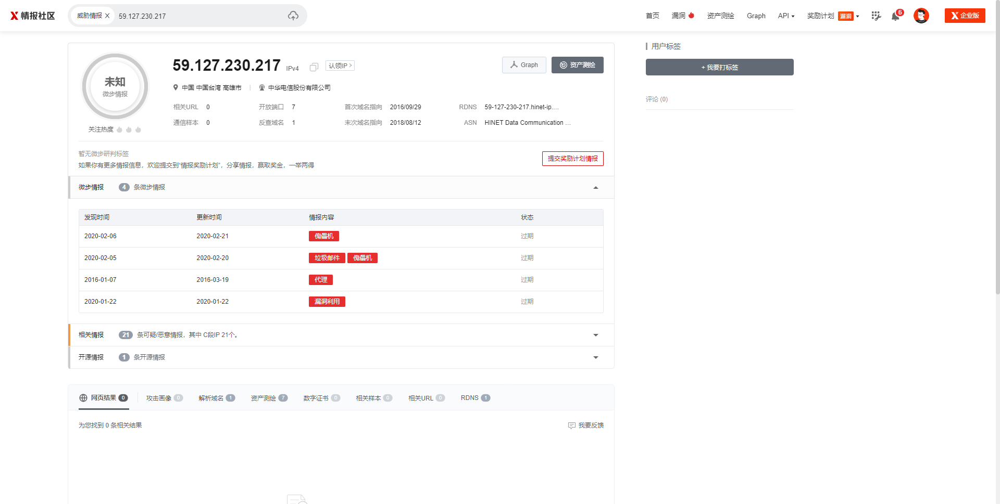 情报社区
威胁情报
59.127.230.217
首页 漏洞 资产测绘 Graph API 奖励计划 漏洞 6 企业版
59.127.230.217 IPv4 认领IP
Graph 资产测绘
未知
微步情报
关注热度
中国 中国台湾 高雄市 中华电信股份有限公司
相关URL 0 开放端口 7 首次域名指向 2016/09/29 RDNS 59-127-230-217.hinet-ip....
通信样本 0 反查域名 1 末次域名指向 2018/08/12 ASN HINET Data Communication ...
暂无微步研判标签
如果你有更多情报信息，欢迎提交到“情报奖励计划”，分享情报，赢取奖金，一举两得
提交奖励计划情报
微步情报 4 条微步情报
发现时间 更新时间 情报内容 状态
2020-02-06 2020-02-21 傀儡机 过期
2020-02-05 2020-02-20 垃圾邮件 傀儡机 过期
2016-01-07 2016-03-19 代理 过期
2020-01-22 2020-01-22 漏洞利用 过期
相关情报 21 条可疑/恶意情报，其中 C段IP 21个。
开源情报 1 条开源情报
网页结果 0 攻击画像 0 解析域名 1 资产测绘 7 数字证书 0 相关样本 0 相关URL 0 RDNS 1
为您找到 0 条相关结果
我要反馈
用户标签
+ 我要打标签
评论 (0)